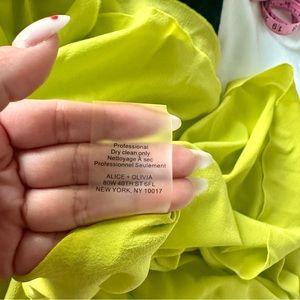 Professional
Dry clean only
Nettoyage A sec
Professionnel Seulement
ALICE + OLIVIA
80W 40TH ST 6FL
NEW YORK, NY 10017